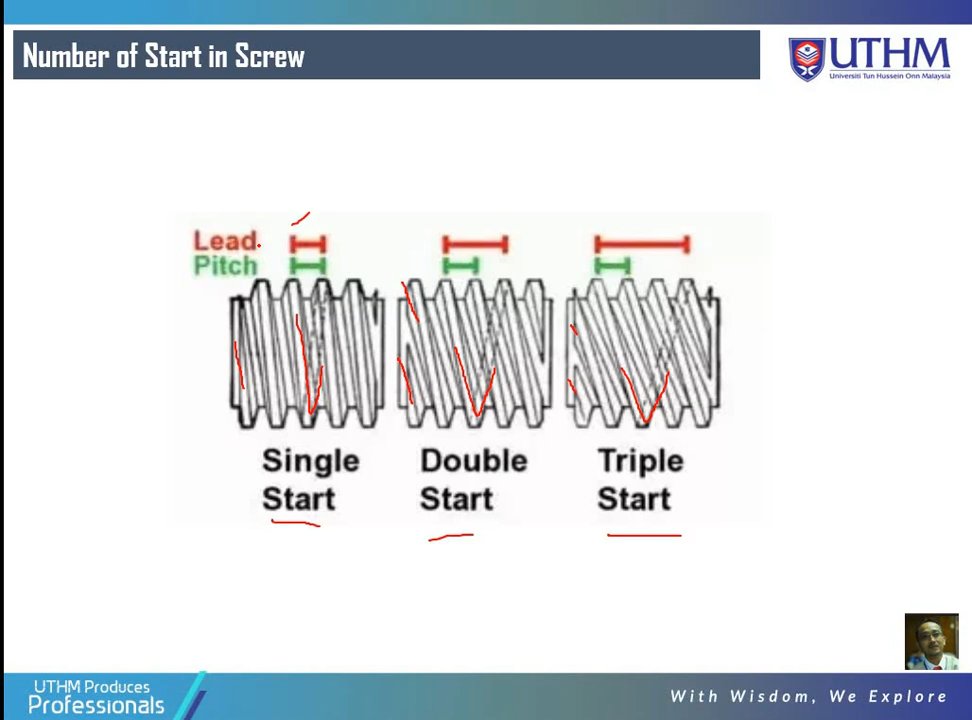 Number of Start in Screw
UTHM
Universiti Tun Hussein Onn Malaysia
Lead
Pitch
Single
Start
Double
Start
Triple
Start
UTHM Produces
Professionals
With Wisdom, We Explore